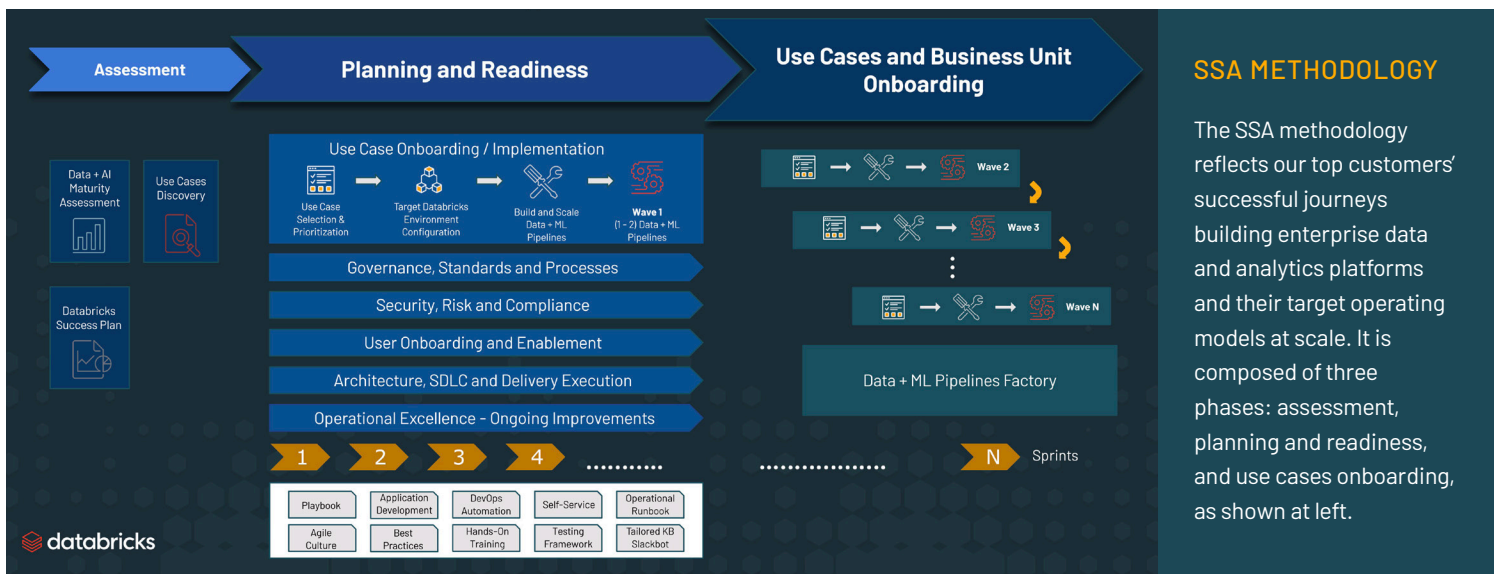 Assessment
Planning and Readiness
Use Cases and Business Unit
Onboarding
Data + AI
Maturity
Assessment
Use Cases
Discovery
Databricks
Success Plan
Use Case Onboarding / Implementation
Use Case
Selection &
Prioritization
Target Databricks
Environment
Configuration
Build and Scale
Data + ML
Pipelines
Wave 1
(1 - 2) Data + ML
Pipelines
Governance, Standards and Processes
Security, Risk and Compliance
User Onboarding and Enablement
Architecture, SDLC and Delivery Execution
Operational Excellence - Ongoing Improvements
1
2
3
4
...........
Playbook
Application
Development
DevOps
Automation
Self-Service
Operational
Runbook
Agile
Culture
Best
Practices
Hands-On
Training
Testing
Framework
Tailored KB
Slackbot
Wave 2
Wave 3
Wave N
Data + ML Pipelines Factory
..................
N
Sprints
databricks
SSA METHODOLOGY
The SSA methodology
reflects our top customers’
successful journeys
building enterprise data
and analytics platforms
and their target operating
models at scale. It is
composed of three
phases: assessment,
planning and readiness,
and use cases onboarding,
as shown at left.